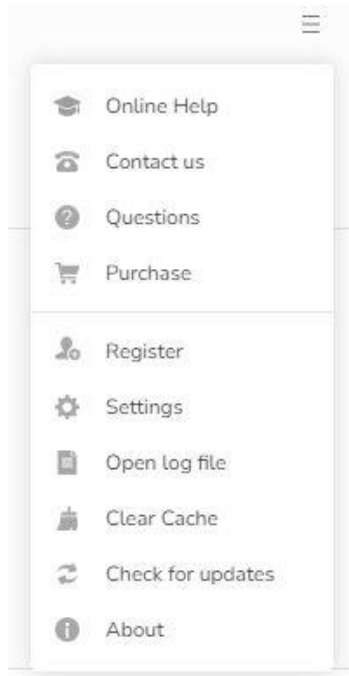 Online Help
Contact us
Questions
Purchase
Register
Settings
Open log file
Clear Cache
Check for updates
About